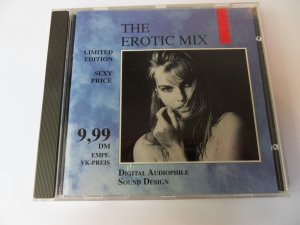 THE
EROTIC MIX
LIMITED
EDITION
SEXY
PRICE
9,99
DM
EMPF.
VK-PREIS
DIGITAL AUDIOPHILE
SOUND DESIGN